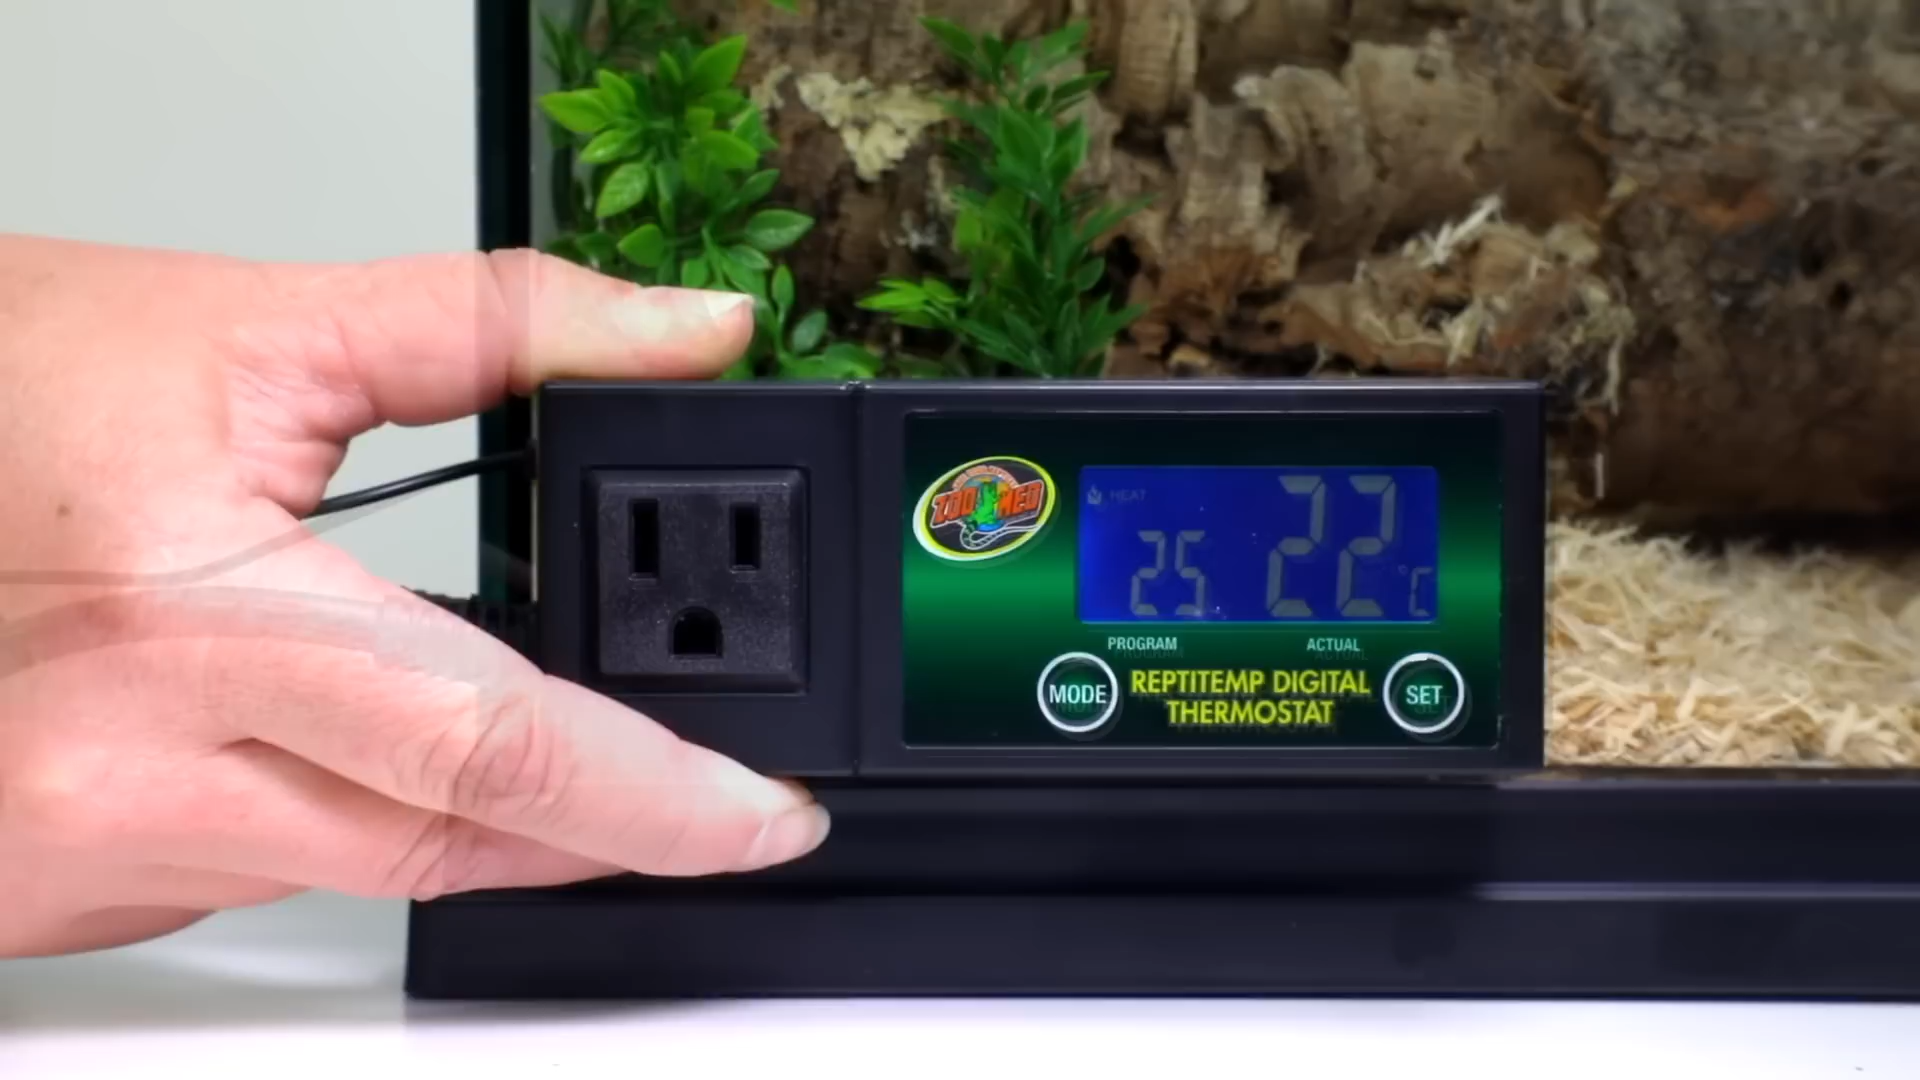 ZOO MED
HEAT
25 22 °C
PROGRAM ACTUAL
MODE REPTITEMP DIGITAL THERMOSTAT SET